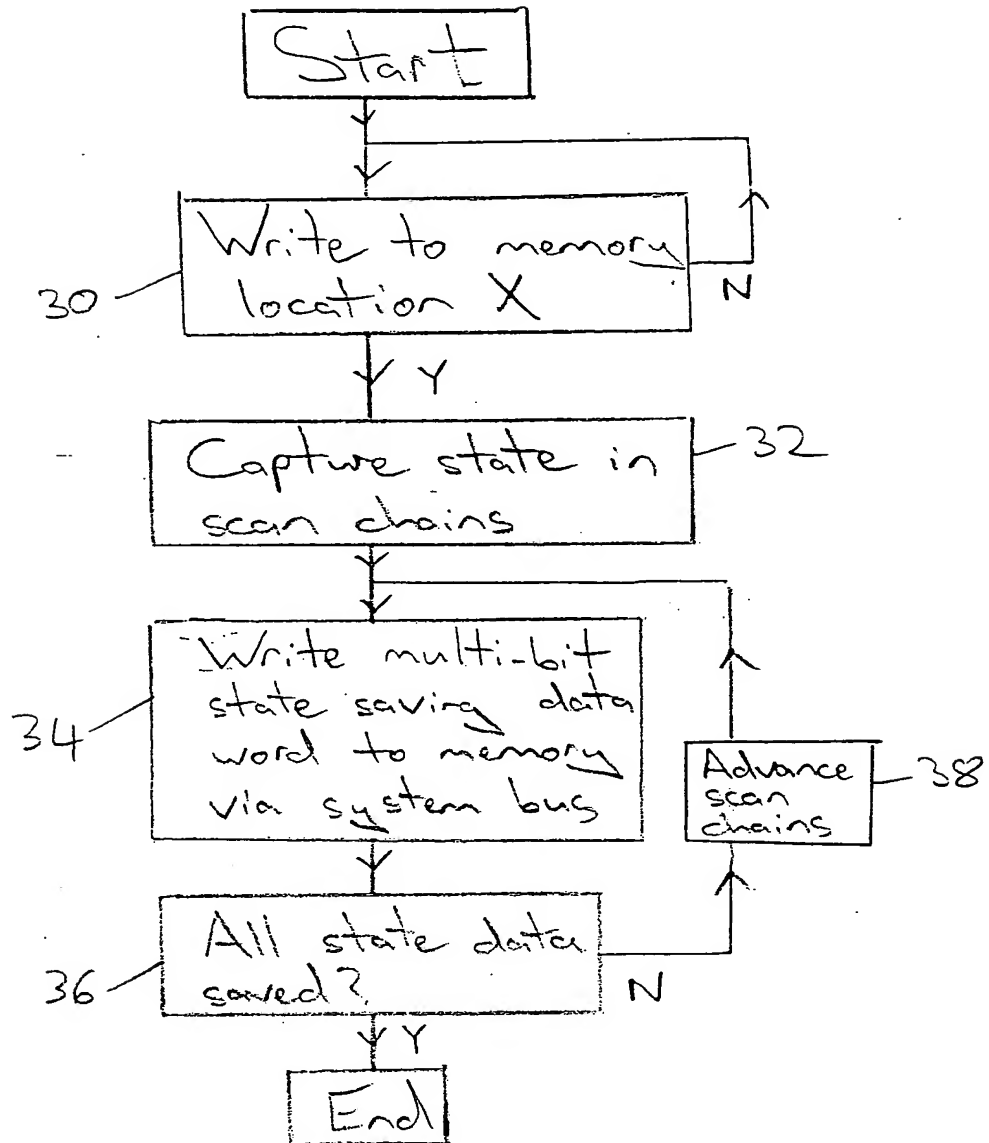 Start
Write to memory
location X
N
30
Y
Capture state in
scan chains
32
Write multi-bit
state saving data
word to memory
via system bus
34
Advance
scan
chains
38
All state data
saved?
36
N
Y
End